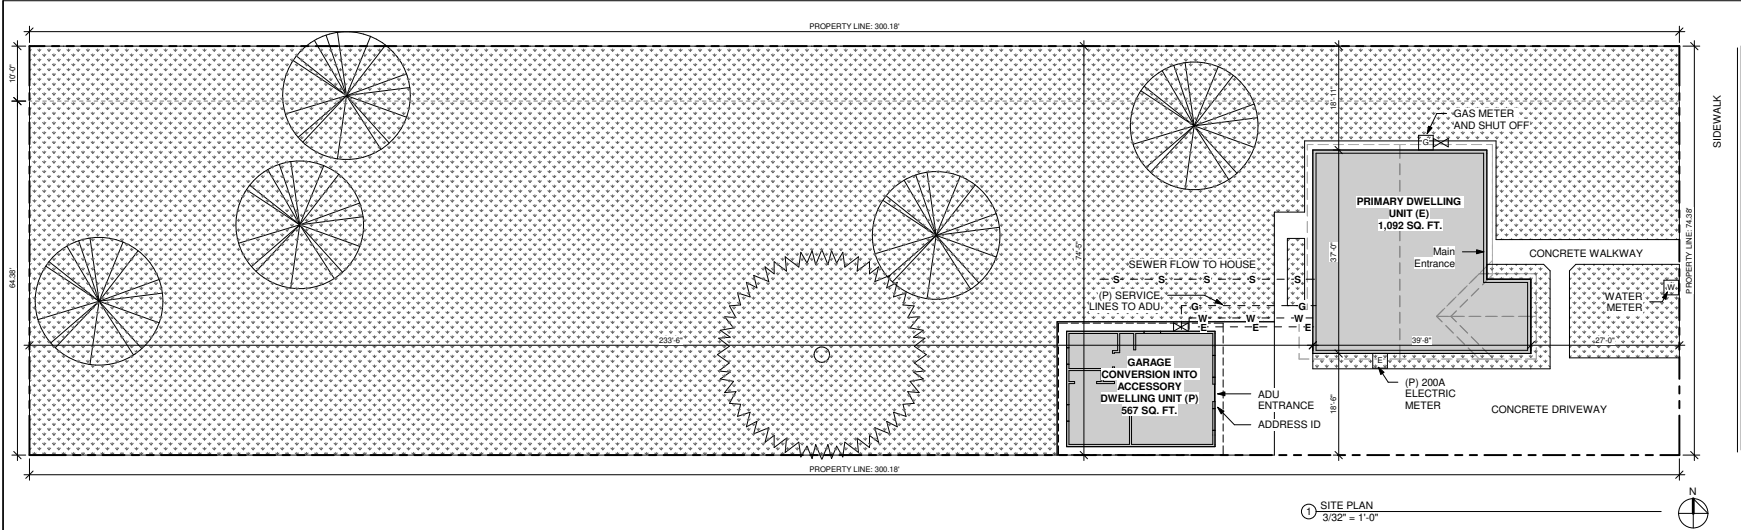 PROPERTY LINE: 300.18'
10'-0"
18'-11"
GAS METER
AND SHUT OFF
G
SIDEWALK
PRIMARY DWELLING
UNIT (E)
1,092 SQ. FT.
PROPERTY LINE: 74.38'
37'-0"
Main
Entrance
CONCRETE WALKWAY
64.38'
SEWER FLOW TO HOUSE
S S S S S
(P) SERVICE
LINES TO ADU
G G
W W W
E E E
WATER
METER
W
233'-6"
39'-8"
27'-0"
GARAGE
CONVERSION INTO
ACCESSORY
DWELLING UNIT (P)
567 SQ. FT.
E
(P) 200A
ELECTRIC
METER
ADU
ENTRANCE
ADDRESS ID
18'-6"
CONCRETE DRIVEWAY
PROPERTY LINE: 300.18'
1 SITE PLAN
3/32" = 1'-0"
N